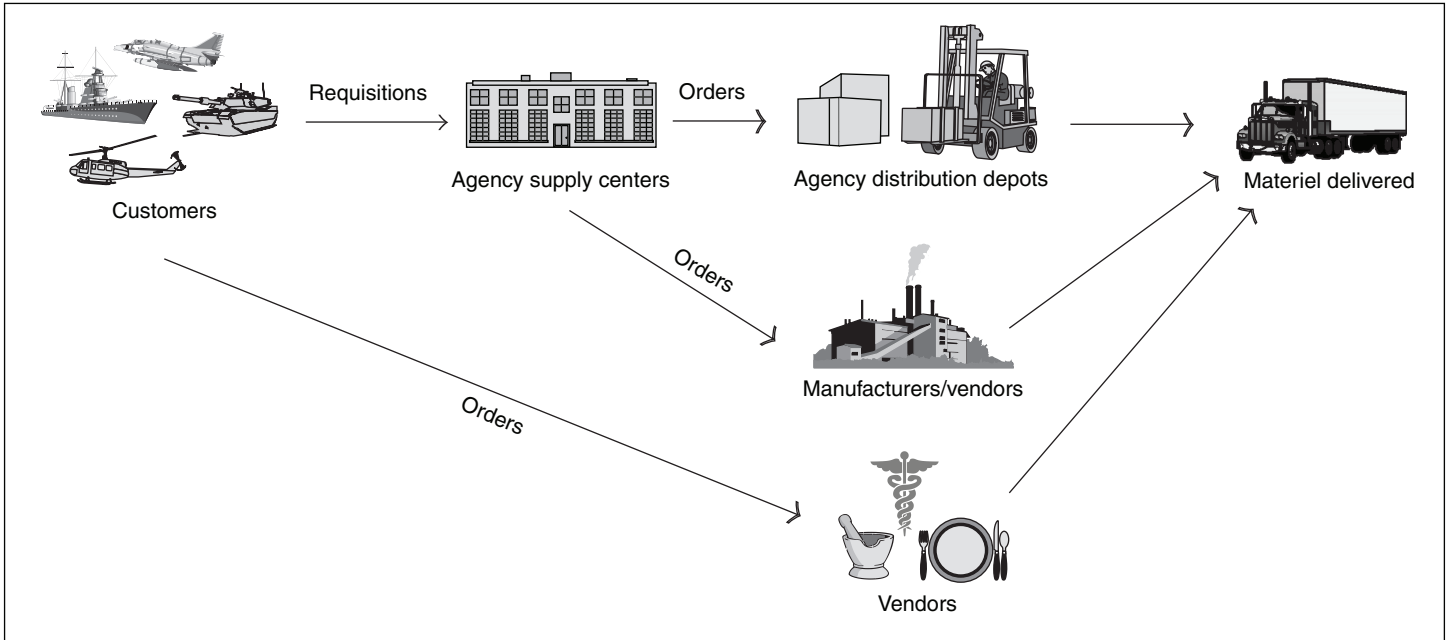 Requisitions
Orders
Agency supply centers
Agency distribution depots
Materiel delivered
Customers
Orders
Manufacturers/vendors
Orders
Vendors